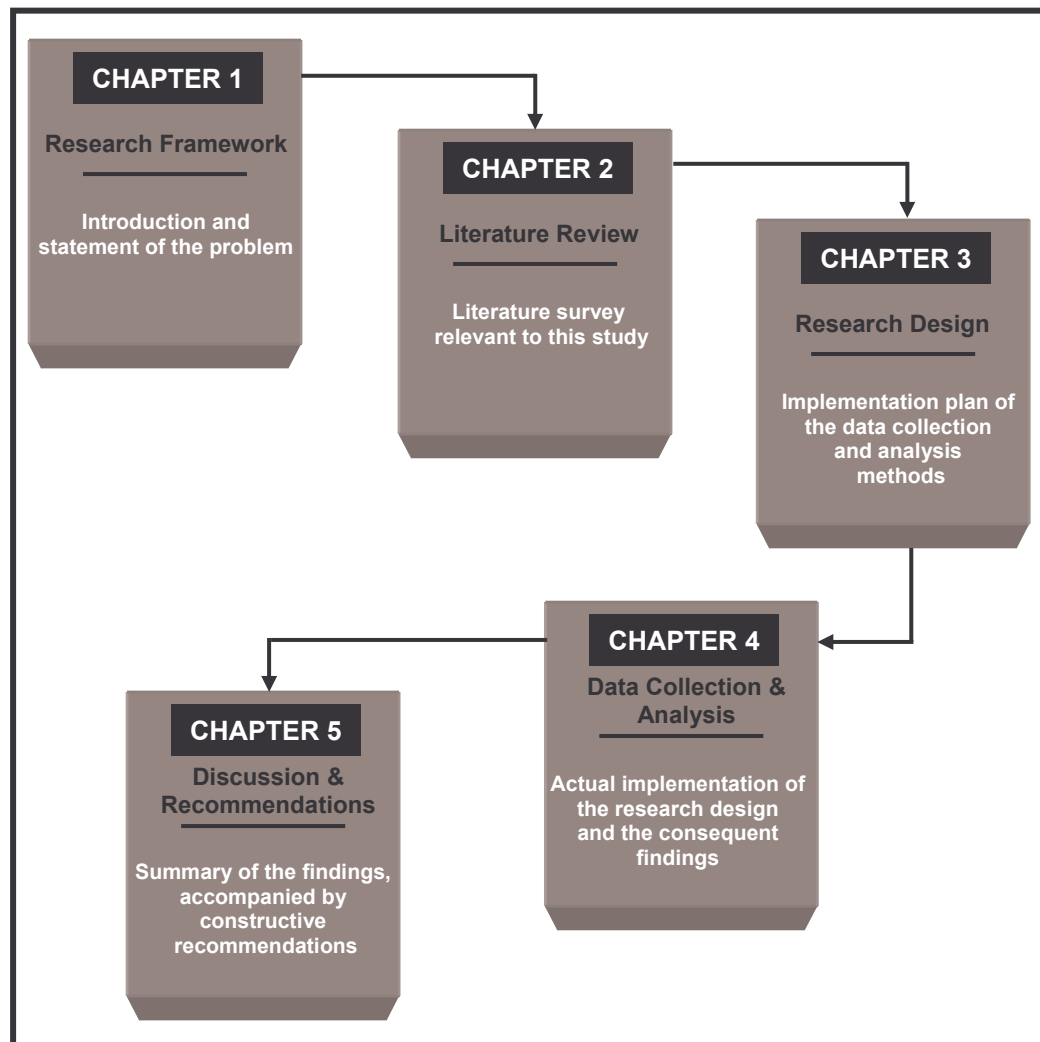 CHAPTER 1
Research Framework
Introduction and
statement of the problem
CHAPTER 2
Literature Review
Literature survey
relevant to this study
CHAPTER 3
Research Design
Implementation plan of
the data collection
and analysis
methods
CHAPTER 4
Data Collection &
Analysis
Actual implementation of
the research design
and the consequent
findings
CHAPTER 5
Discussion &
Recommendations
Summary of the findings,
accompanied by
constructive
recommendations